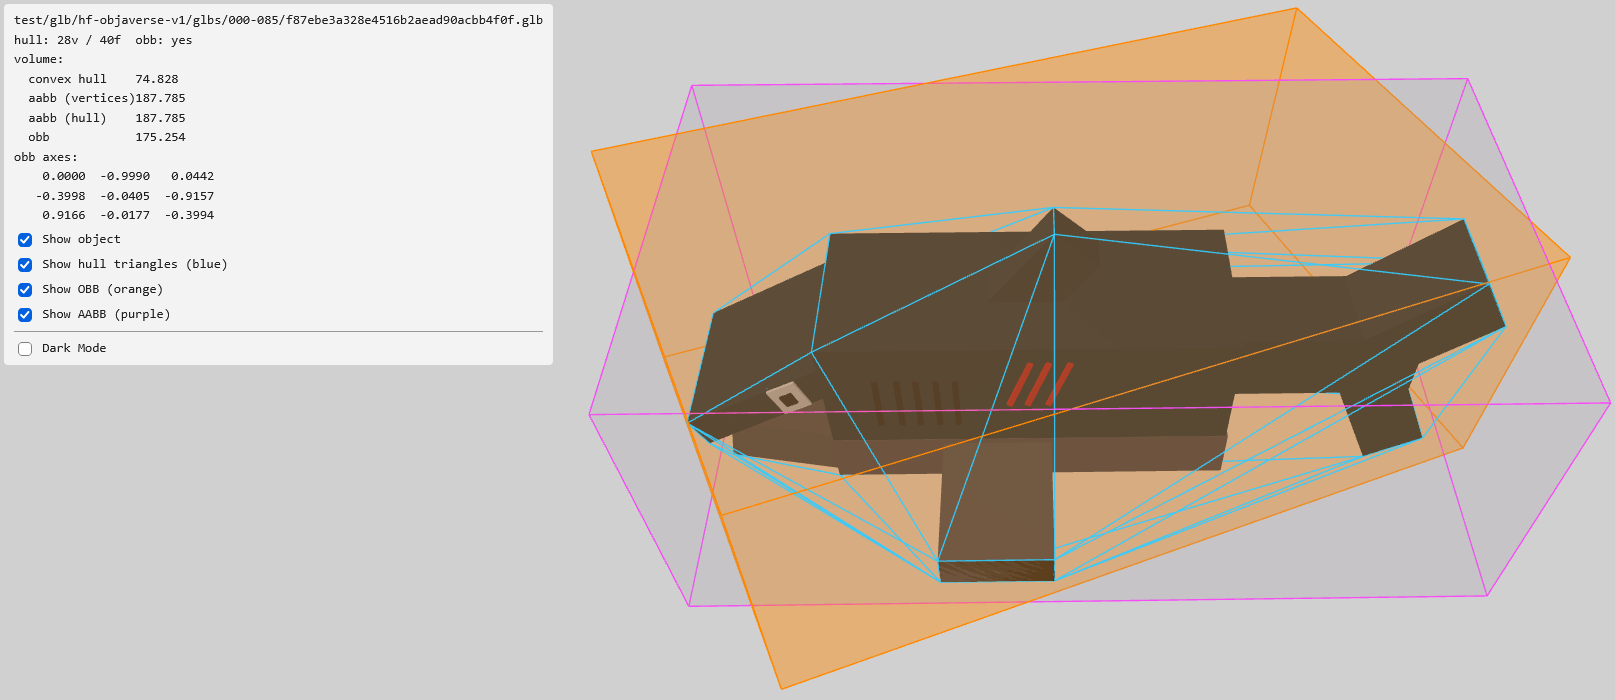 test/glb/hf-objaverse-v1/glbs/000-085/f87ebe3a328e4516b2aead90acbb4f0f.glb
hull: 28v / 40f  obb: yes
volume:
convex hull    74.828
aabb (vertices)187.785
aabb (hull)    187.785
obb            175.254
obb axes:
0.0000  -0.9990   0.0442
-0.3998  -0.0405  -0.9157
0.9166  -0.0177  -0.3994
Show object
Show hull triangles (blue)
Show OBB (orange)
Show AABB (purple)
Dark Mode